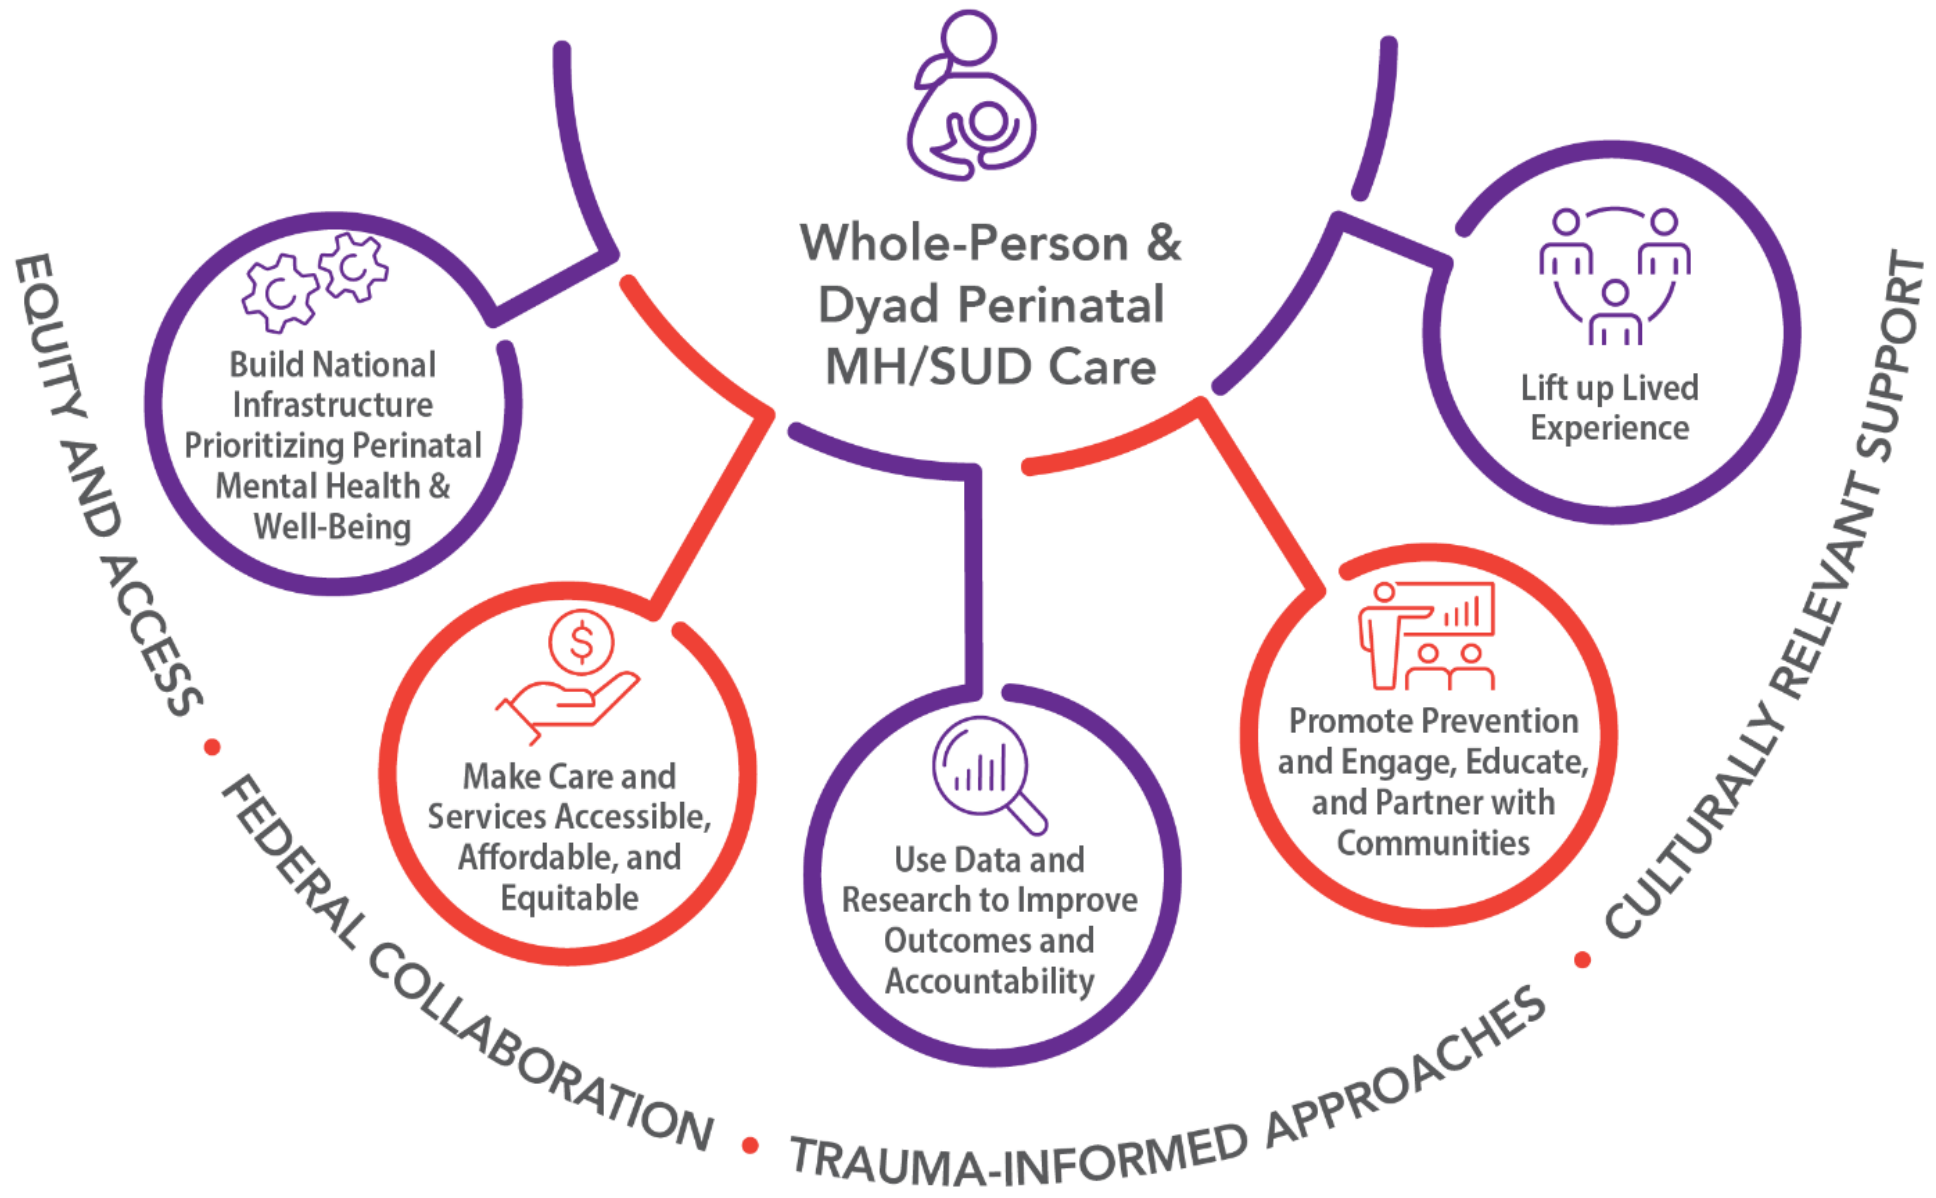 Whole-Person &
Dyad Perinatal
MH/SUD Care
Build National
Infrastructure
Prioritizing Perinatal
Mental Health &
Well-Being
$
Make Care and
Services Accessible,
Affordable, and
Equitable
Use Data and
Research to Improve
Outcomes and
Accountability
Promote Prevention
and Engage, Educate,
and Partner with
Communities
Lift up Lived
Experience
EQUITY AND ACCESS • FEDERAL COLLABORATION • TRAUMA-INFORMED APPROACHES • CULTURALLY RELEVANT SUPPORT